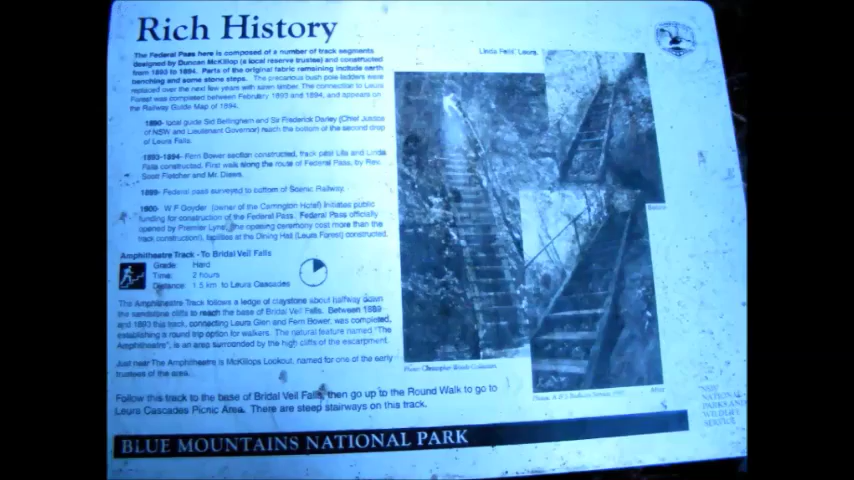 Rich History
The Federal Pass here is composed of a number of track segments
designed by Duncan McKillop (a local reserve trustee) and constructed
from 1893 to 1894. Parts of the original fabric remaining include earth
benching and some stone steps. The precarious bush pole ladders were
replaced over the next few years with sawn timber. The connection to Leura
Forest was completed between February 1893 and 1894, and appears on
the Railway Guide Map of 1894.
1890- local guide Sid Bellingham and Sir Frederick Darley (Chief Justice
of NSW and Lieutenant Governor) reach the bottom of the second drop
of Leura Falls.
1893-1894- Fern Bower section constructed, track past Lila and Linda
Falls constructed. First walk along the route of Federal Pass, by Rev.
Scott Fletcher and Mr.
1899- Federal pass surveyed to bottom of Scenic Railway.
1900- W F Goyder (owner of the Carrington Hotel) initiates public
funding for construction of the Federal Pass. Federal Pass officially
opened by Premier Lyne, (the opening ceremony cost more than the
track construction!), facilities at the Dining Hall (Leura Forest) constructed.
Amphitheatre Track - To Bridal Veil Falls
Grade: Hard
Time: 2 hours
Distance: 1.5 km to Leura Cascades
The Amphitheatre Track follows a ledge of claystone about halfway down
the sandstone cliffs to reach the base of Bridal Veil Falls. Between 1889
and 1893 this track, connecting Leura Glen and Fern Bower, was completed,
establishing a round trip option for walkers. The natural feature named "The
Amphitheatre", is an area surrounded by the high cliffs of the escarpment.
Just near The Amphitheatre is McKillops Lookout, named for one of the early
trustees of the area.
Follow this track to the base of Bridal Veil Falls, then go up to the Round Walk to go to
Leura Cascades Picnic Area. There are steep stairways on this track.
Linda Falls, Leura.
Before
After
NSW
NATIONAL
PARKS AND
WILDLIFE
SERVICE
BLUE MOUNTAINS NATIONAL PARK